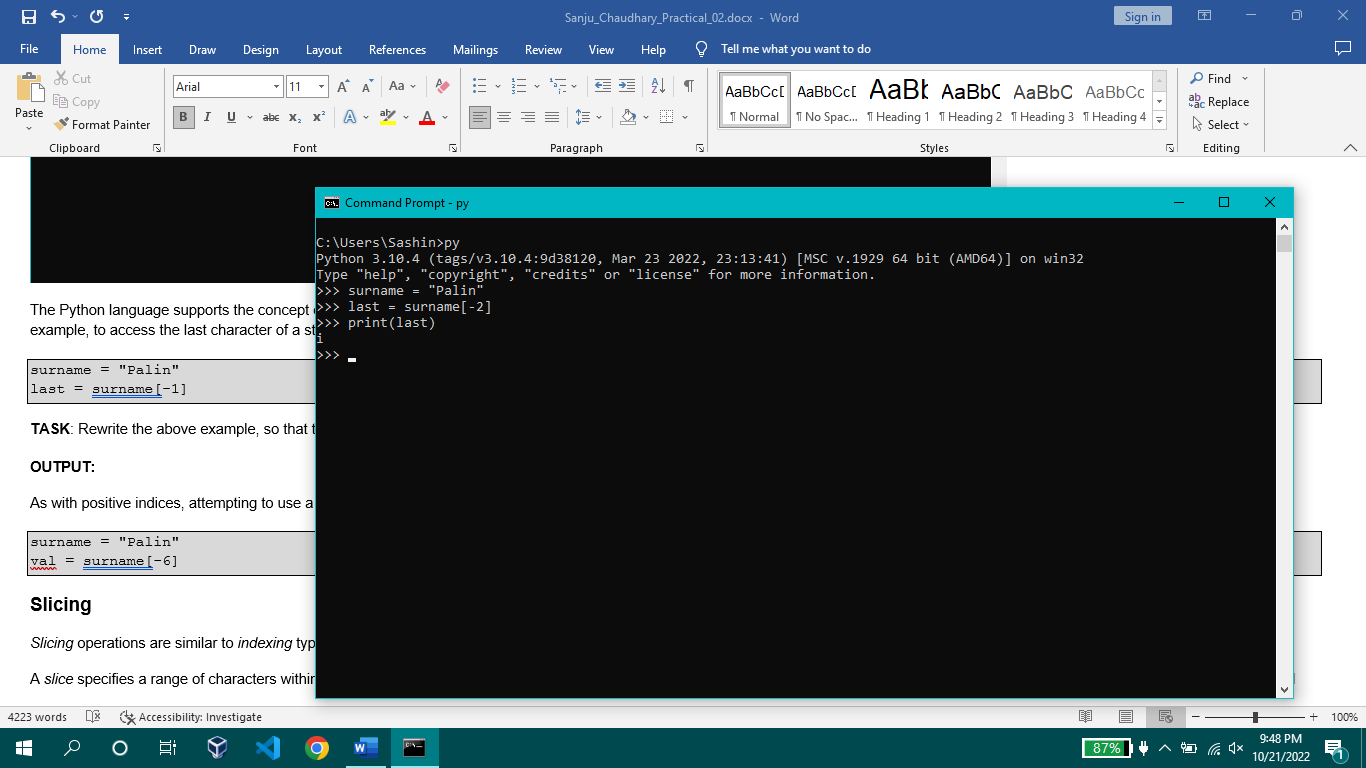 Sanju_Chaudhary_Practical_02.docx - Word
Sign in
File Home Insert Draw Design Layout References Mailings Review View Help Tell me what you want to do
Paste
Cut
Copy
Format Painter
Clipboard
Arial 11
Font
Paragraph
AaBbCcI AaBbCcI AaBb AaBbC AaBbC AaBbCc
¶ Normal ¶ No Spac... ¶ Heading 1 ¶ Heading 2 ¶ Heading 3 ¶ Heading 4
Styles
Find
Replace
Select
Editing
Command Prompt - py
C:\Users\Sashin>py
Python 3.10.4 (tags/v3.10.4:9d38120, Mar 23 2022, 23:13:41) [MSC v.1929 64 bit (AMD64)] on win32
Type "help", "copyright", "credits" or "license" for more information.
>>> surname = "Palin"
>>> last = surname[-2]
>>> print(last)
i
>>>
The Python language supports the concept
example, to access the last character of a
surname = "Palin"
last = surname[-1]
TASK: Rewrite the above example, so that
OUTPUT:
As with positive indices, attempting to use a
surname = "Palin"
val = surname[-6]
Slicing
Slicing operations are similar to indexing
A slice specifies a range of characters
4223 words Accessibility: Investigate 100%
87% 9:48 PM
10/21/2022
1